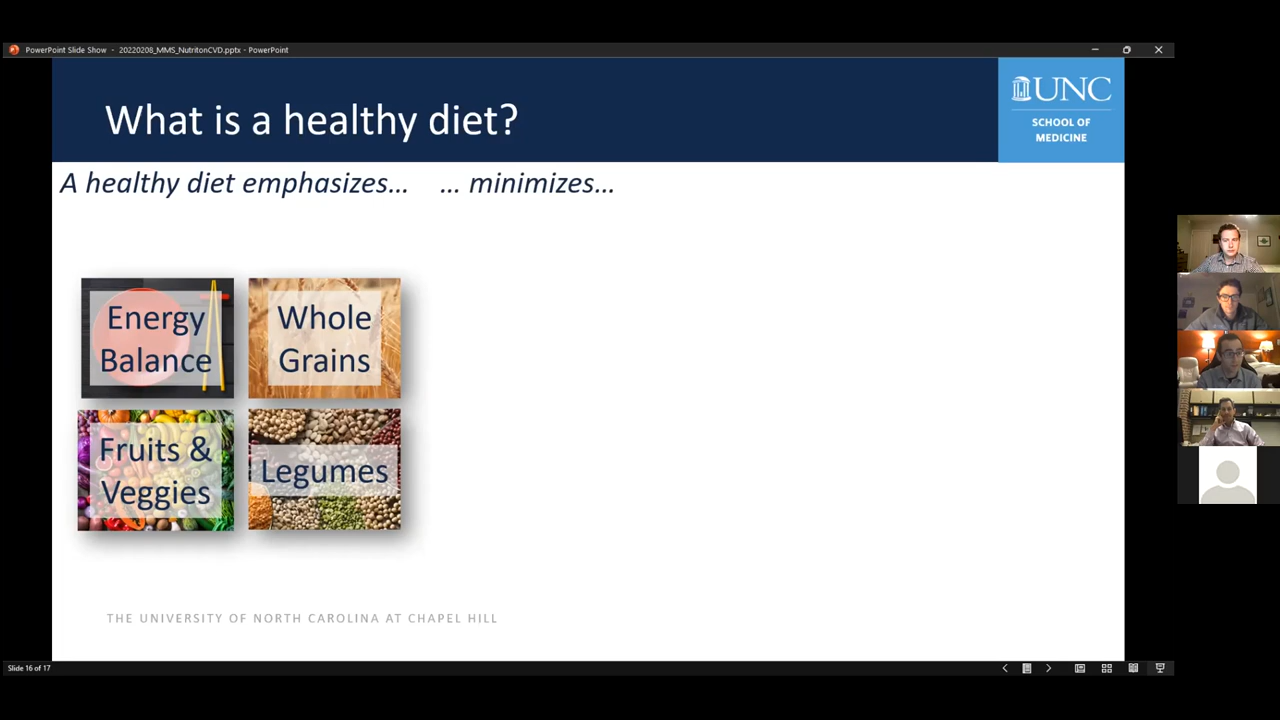 PowerPoint Slide Show - 20220208_MMS_NutritonCVD.pptx - PowerPoint
What is a healthy diet?
UNC
SCHOOL OF
MEDICINE
A healthy diet emphasizes… … minimizes…
Energy
Balance
Whole
Grains
Fruits &
Veggies
Legumes
THE UNIVERSITY OF NORTH CAROLINA AT CHAPEL HILL
Slide 16 of 17